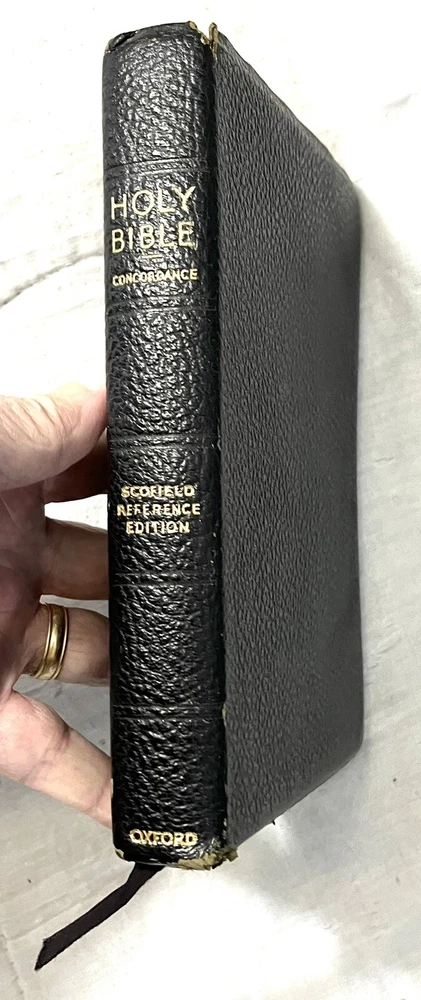 HOLY
BIBLE
CONCORDANCE
SCOFIELD
REFERENCE
EDITION
OXFORD